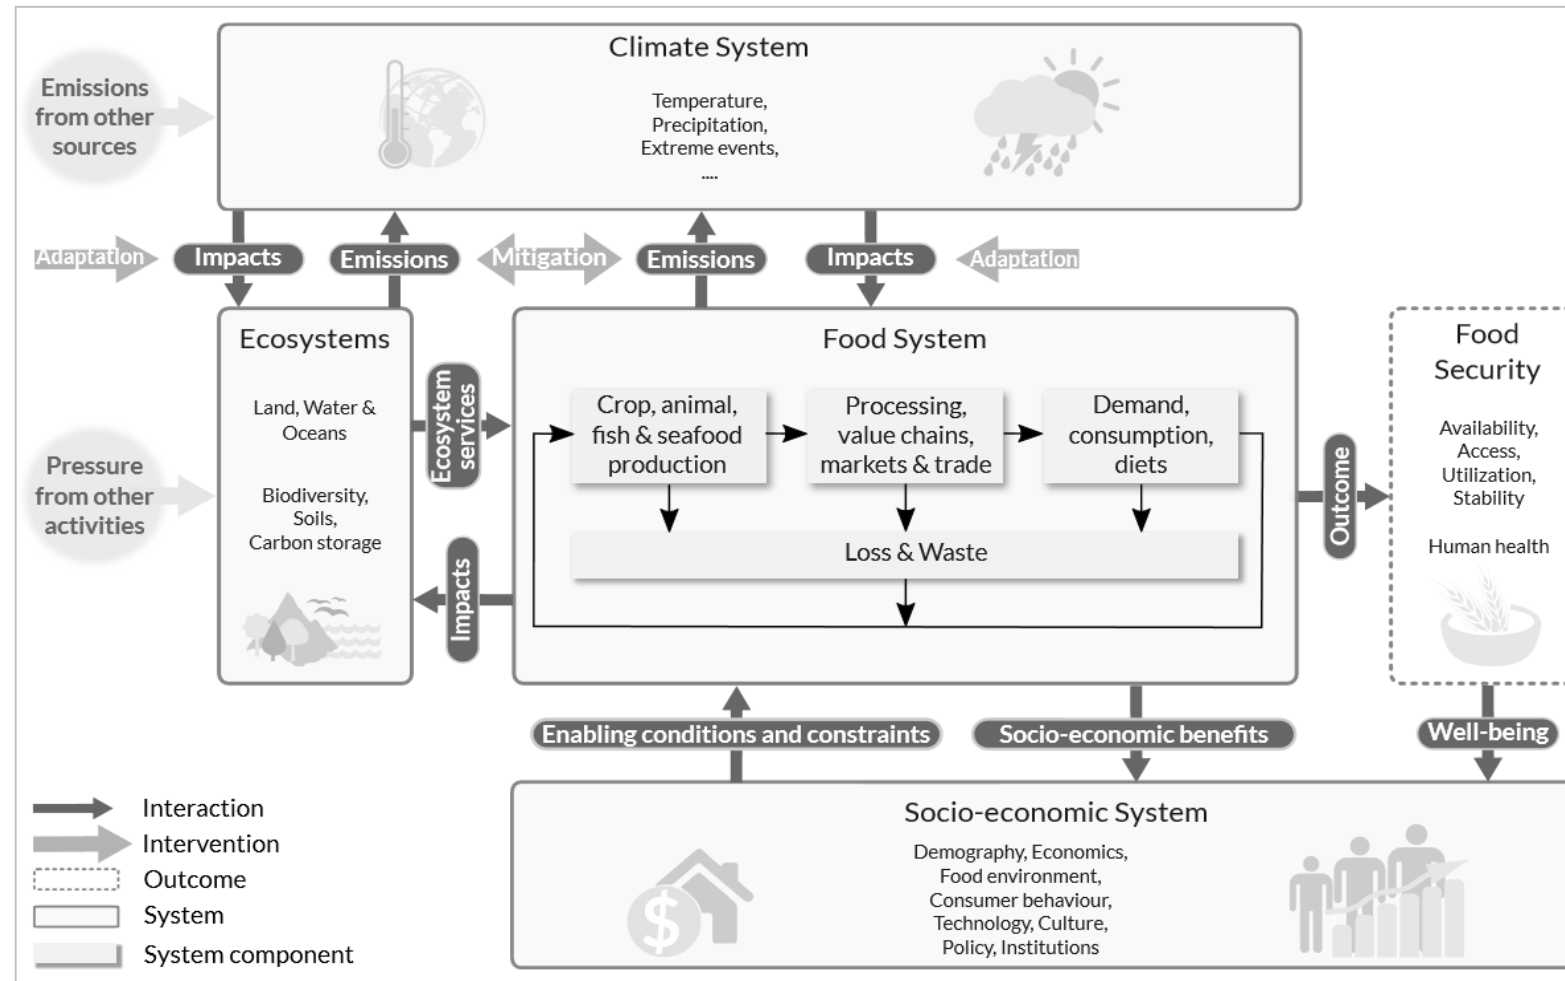 Climate System
Emissions
from other
sources
Temperature,
Precipitation,
Extreme events,
....
Adaptation
Impacts
Emissions
Mitigation
Emissions
Impacts
Adaptation
Ecosystems
Land, Water &
Oceans
Biodiversity,
Soils,
Carbon storage
Pressure
from other
activities
Ecosystem
services
Impacts
Food System
Crop, animal,
fish & seafood
production
Processing,
value chains,
markets & trade
Demand,
consumption,
diets
Loss & Waste
Outcome
Food
Security
Availability,
Access,
Utilization,
Stability
Human health
Enabling conditions and constraints
Socio-economic benefits
Well-being
Socio-economic System
Demography, Economics,
Food environment,
Consumer behaviour,
Technology, Culture,
Policy, Institutions
$
Interaction
Intervention
Outcome
System
System component